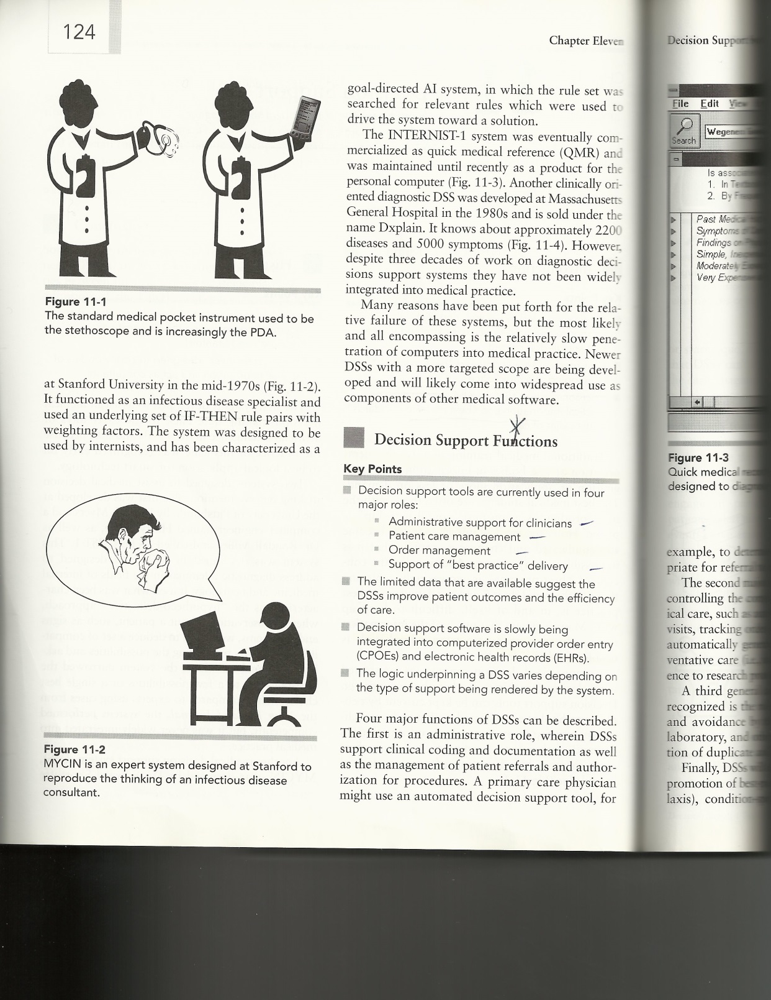 124
Chapter Eleven
Figure 11-1
The standard medical pocket instrument used to be
the stethoscope and is increasingly the PDA.
at Stanford University in the mid-1970s (Fig. 11-2).
It functioned as an infectious disease specialist and
used an underlying set of IF-THEN rule pairs with
weighting factors. The system was designed to be
used by internists, and has been characterized as a
Figure 11-2
MYCIN is an expert system designed at Stanford to
reproduce the thinking of an infectious disease
consultant.
goal-directed AI system, in which the rule set was
searched for relevant rules which were used to
drive the system toward a solution.
The INTERNIST-1 system was eventually com-
mercialized as quick medical reference (QMR) and
was maintained until recently as a product for the
personal computer (Fig. 11-3). Another clinically ori-
ented diagnostic DSS was developed at Massachusetts
General Hospital in the 1980s and is sold under the
name Dxplain. It knows about approximately 2200
diseases and 5000 symptoms (Fig. 11-4). However,
despite three decades of work on diagnostic deci-
sions support systems they have not been widely
integrated into medical practice.
Many reasons have been put forth for the rela-
tive failure of these systems, but the most likely
and all encompassing is the relatively slow pene-
tration of computers into medical practice. Newer
DSSs with a more targeted scope are being devel-
oped and will likely come into widespread use as
components of other medical software.
Decision Support Functions
Key Points
Decision support tools are currently used in four
major roles:
Administrative support for clinicians
Patient care management
Order management
Support of "best practice" delivery
The limited data that are available suggest the
DSSs improve patient outcomes and the efficiency
of care.
Decision support software is slowly being
integrated into computerized provider order entry
(CPOEs) and electronic health records (EHRs).
The logic underpinning a DSS varies depending on
the type of support being rendered by the system.
Four major functions of DSSs can be described.
The first is an administrative role, wherein DSSs
support clinical coding and documentation as well
as the management of patient referrals and author-
ization for procedures. A primary care physician
might use an automated decision support tool, for
Decision
File Edit View
Search
Is
1. In
2. By
Past
Symptoms
Findings
Simple,
Moderately
Very
Figure 11-3
Quick medical
designed to
example, to
priate for
The second
controlling the
ical care, such
visits, tracking
automatically
ventative care
ence to research
A third
recognized is
and avoidance
laboratory, and
tion of
Finally, DSSs
promotion of
laxis),